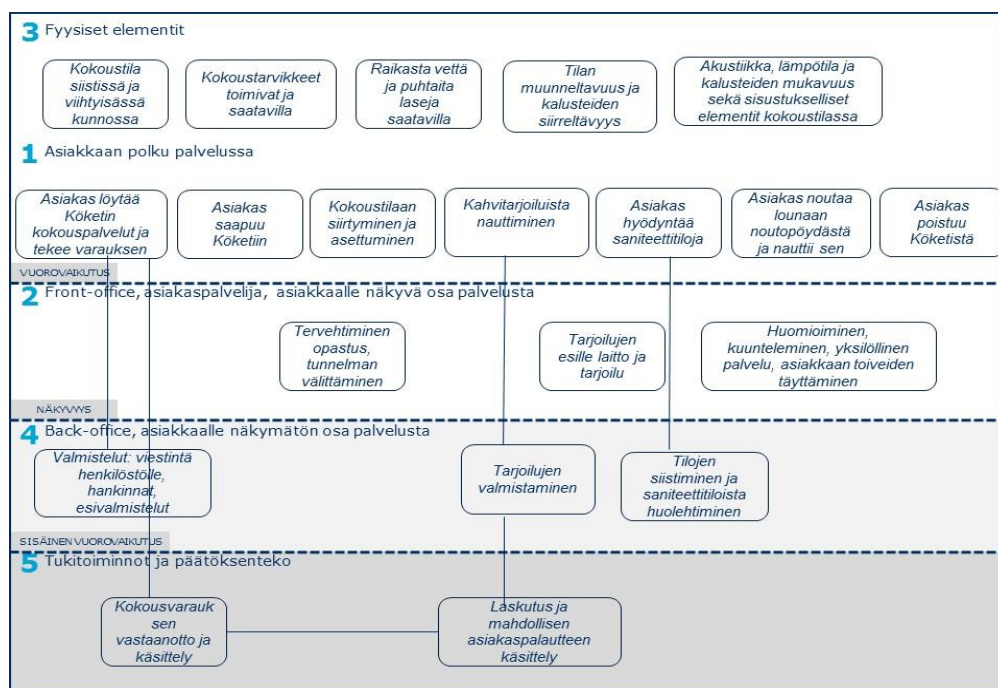 3 Fyysiset elementit
Kokoustila
siistissä ja
viihtyisässä
kunnossa
Kokoustarvikkeet
toimivat ja
saatavilla
Raikasta vettä
ja puhtaita
laseja
saatavilla
Tilan
muunneltavuus ja
kalusteiden
siirreltävyys
Akustiikka, lämpötila ja
kalusteiden mukavuus
sekä sisustukselliset
elementit kokoustilassa
1 Asiakkaan polku palvelussa
Asiakas löytää
Köketin
kokouspalvelut ja
tekee varauksen
Asiakas
saapuu
Köketiin
Kokoustilaan
siirtyminen ja
asettuminen
Kahvitarjoiluista
nauttiminen
Asiakas
hyödyntää
saniteettitiloja
Asiakas noutaa
lounaan
noutopöydästä
ja nauttii sen
Asiakas
poistuu
Köketistä
VUOROVAIKUTUS
2 Front-office, asiakaspalvelija, asiakkaalle näkyvä osa palvelusta
Tervehtiminen
opastus,
tunnelman
välittäminen
Tarjoilujen
esille laitto ja
tarjoilu
Huomioiminen,
kuunteleminen, yksilöllinen
palvelu, asiakkaan toiveiden
täyttäminen
NÄKYVYS
4 Back-office, asiakkaalle näkymätön osa palvelusta
Valmistelut: viestintä
henkilöstölle,
hankinnat,
esivalmistelut
Tarjoilujen
valmistaminen
Tilojen
siistiminen ja
saniteettitiloista
huolehtiminen
SISÄINEN VUOROVAIKUTUS
5 Tukitoiminnot ja päätöksenteko
Kokousvarauk
sen
vastaanotto ja
käsittely
Laskutus ja
mahdollisen
asiakaspalautteen
käsittely